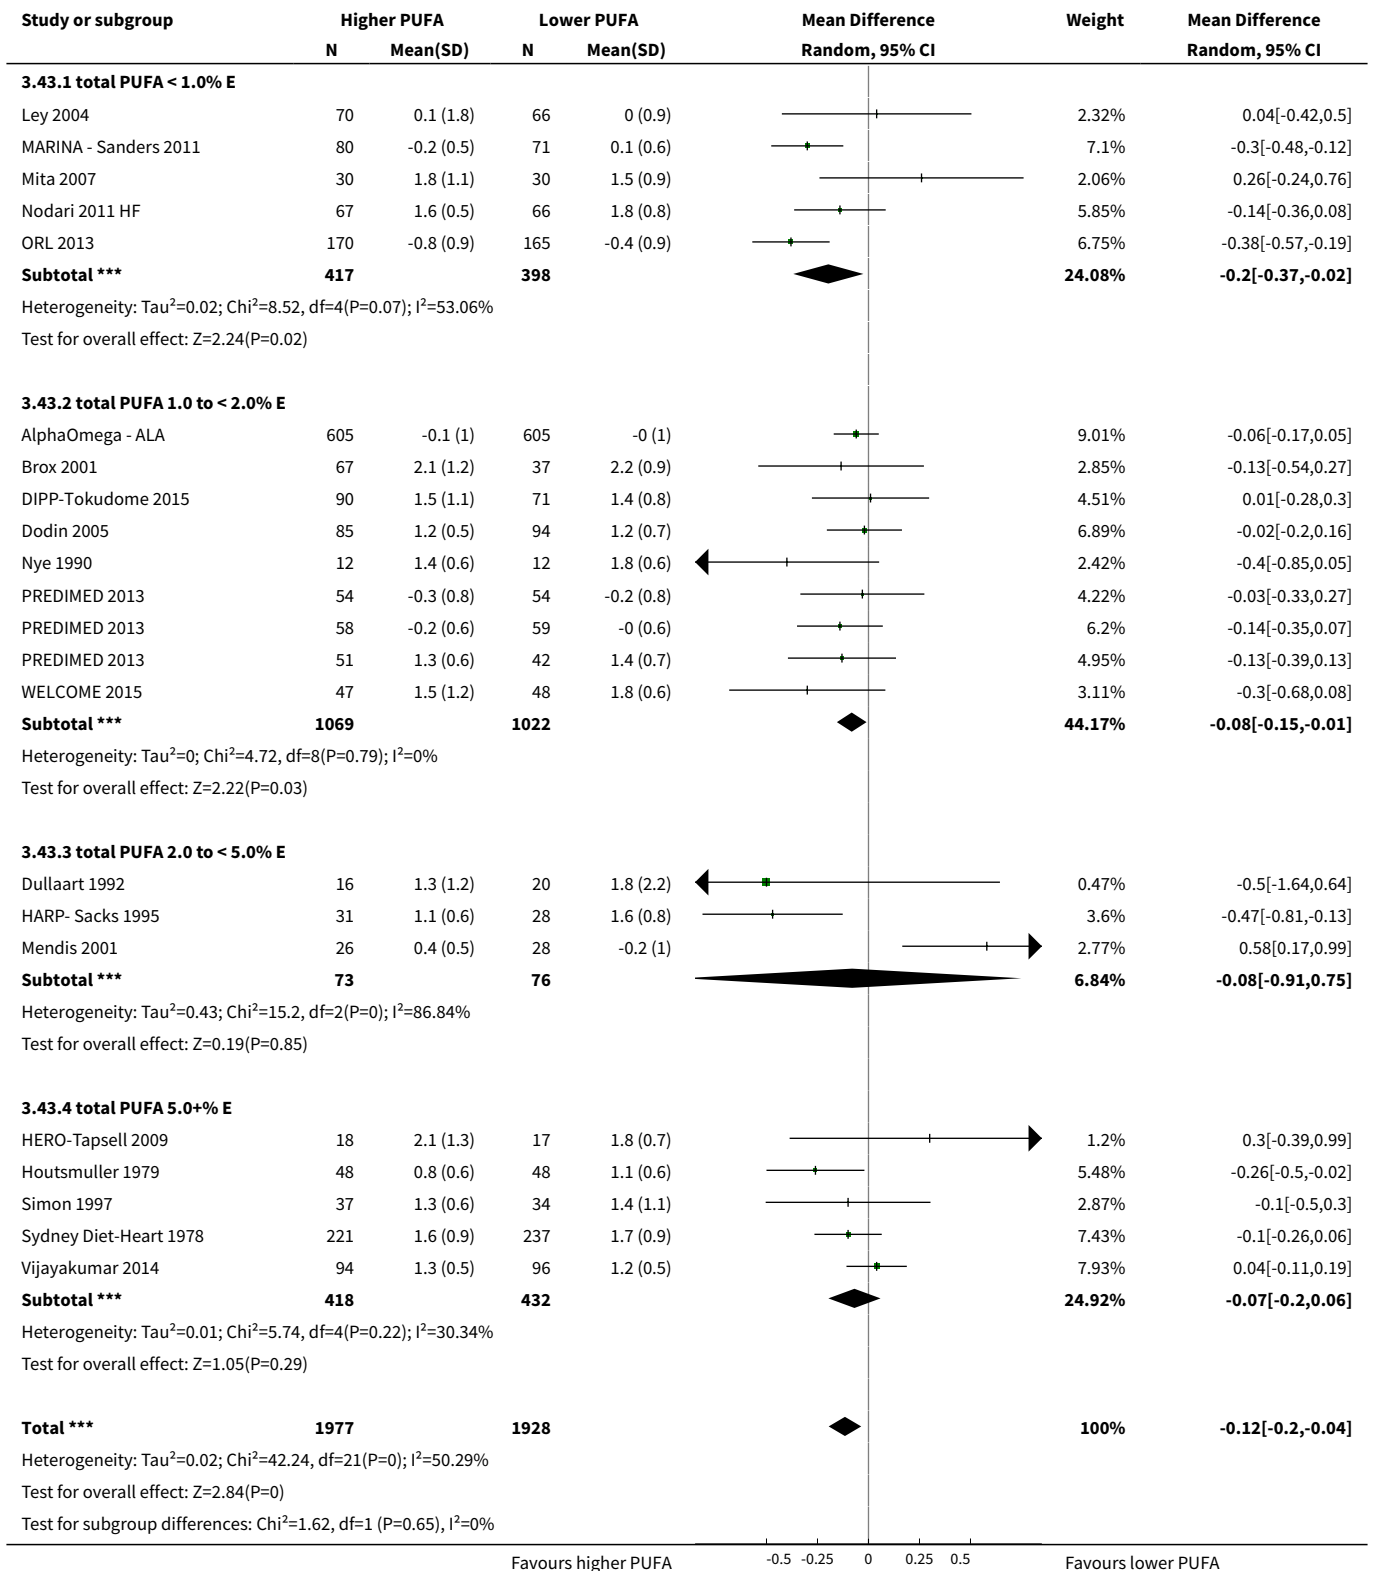 Study or subgroup Higher PUFA Lower PUFA Mean Difference Weight Mean Difference
N Mean(SD) N Mean(SD) Random, 95% CI Random, 95% CI
3.43.1 total PUFA < 1.0% E
Ley 2004 70 0.1 (1.8) 66 0 (0.9) 2.32% 0.04[-0.42,0.5]
MARINA - Sanders 2011 80 -0.2 (0.5) 71 0.1 (0.6) 7.1% -0.3[-0.48,-0.12]
Mita 2007 30 1.8 (1.1) 30 1.5 (0.9) 2.06% 0.26[-0.24,0.76]
Nodari 2011 HF 67 1.6 (0.5) 66 1.8 (0.8) 5.85% -0.14[-0.36,0.08]
ORL 2013 170 -0.8 (0.9) 165 -0.4 (0.9) 6.75% -0.38[-0.57,-0.19]
Subtotal *** 417 398 24.08% -0.2[-0.37,-0.02]
Heterogeneity: Tau²=0.02; Chi²=8.52, df=4(P=0.07); I²=53.06%
Test for overall effect: Z=2.24(P=0.02)
3.43.2 total PUFA 1.0 to < 2.0% E
AlphaOmega - ALA 605 -0.1 (1) 605 -0 (1) 9.01% -0.06[-0.17,0.05]
Brox 2001 67 2.1 (1.2) 37 2.2 (0.9) 2.85% -0.13[-0.54,0.27]
DIPP-Tokudome 2015 90 1.5 (1.1) 71 1.4 (0.8) 4.51% 0.01[-0.28,0.3]
Dodin 2005 85 1.2 (0.5) 94 1.2 (0.7) 6.89% -0.02[-0.2,0.16]
Nye 1990 12 1.4 (0.6) 12 1.8 (0.6) 2.42% -0.4[-0.85,0.05]
PREDIMED 2013 54 -0.3 (0.8) 54 -0.2 (0.8) 4.22% -0.03[-0.33,0.27]
PREDIMED 2013 58 -0.2 (0.6) 59 -0 (0.6) 6.2% -0.14[-0.35,0.07]
PREDIMED 2013 51 1.3 (0.6) 42 1.4 (0.7) 4.95% -0.13[-0.39,0.13]
WELCOME 2015 47 1.5 (1.2) 48 1.8 (0.6) 3.11% -0.3[-0.68,0.08]
Subtotal *** 1069 1022 44.17% -0.08[-0.15,-0.01]
Heterogeneity: Tau²=0; Chi²=4.72, df=8(P=0.79); I²=0%
Test for overall effect: Z=2.22(P=0.03)
3.43.3 total PUFA 2.0 to < 5.0% E
Dullaart 1992 16 1.3 (1.2) 20 1.8 (2.2) 0.47% -0.5[-1.64,0.64]
HARP- Sacks 1995 31 1.1 (0.6) 28 1.6 (0.8) 3.6% -0.47[-0.81,-0.13]
Mendis 2001 26 0.4 (0.5) 28 -0.2 (1) 2.77% 0.58[0.17,0.99]
Subtotal *** 73 76 6.84% -0.08[-0.91,0.75]
Heterogeneity: Tau²=0.43; Chi²=15.2, df=2(P=0); I²=86.84%
Test for overall effect: Z=0.19(P=0.85)
3.43.4 total PUFA 5.0+% E
HERO-Tapsell 2009 18 2.1 (1.3) 17 1.8 (0.7) 1.2% 0.3[-0.39,0.99]
Houtsmuller 1979 48 0.8 (0.6) 48 1.1 (0.6) 5.48% -0.26[-0.5,-0.02]
Simon 1997 37 1.3 (0.6) 34 1.4 (1.1) 2.87% -0.1[-0.5,0.3]
Sydney Diet-Heart 1978 221 1.6 (0.9) 237 1.7 (0.9) 7.43% -0.1[-0.26,0.06]
Vijayakumar 2014 94 1.3 (0.5) 96 1.2 (0.5) 7.93% 0.04[-0.11,0.19]
Subtotal *** 418 432 24.92% -0.07[-0.2,0.06]
Heterogeneity: Tau²=0.01; Chi²=5.74, df=4(P=0.22); I²=30.34%
Test for overall effect: Z=1.05(P=0.29)
Total *** 1977 1928 100% -0.12[-0.2,-0.04]
Heterogeneity: Tau²=0.02; Chi²=42.24, df=21(P=0); I²=50.29%
Test for overall effect: Z=2.84(P=0)
Test for subgroup differences: Chi²=1.62, df=1 (P=0.65), I²=0%
Favours higher PUFA -0.5 -0.25 0 0.25 0.5 Favours lower PUFA